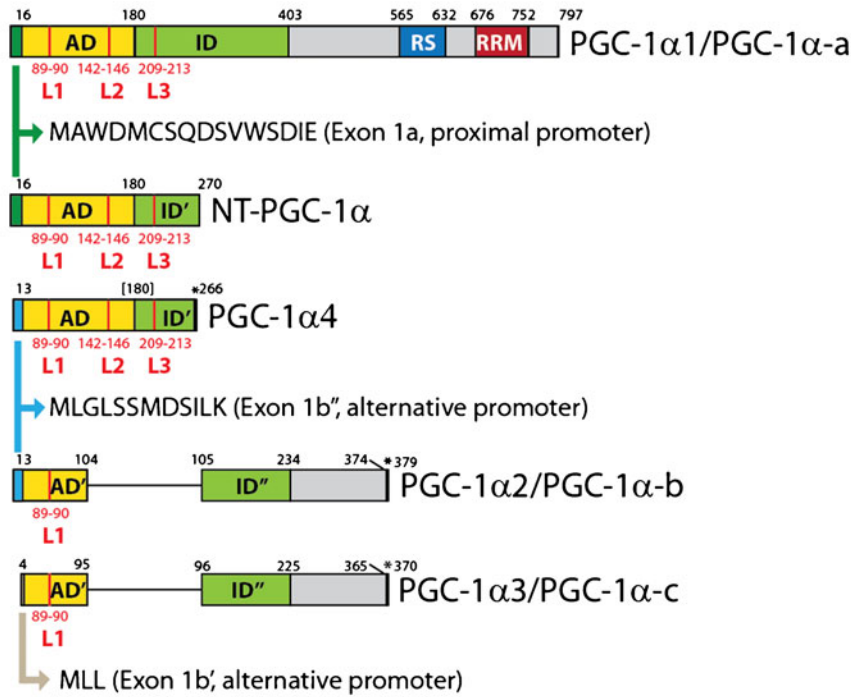 16 180 403 565 632 676 752 797
AD ID RS RRM PGC-1α1/PGC-1α-a
89-90 142-146 209-213
L1 L2 L3
MAWDMCSQDSVWSDIE (Exon 1a, proximal promoter)
16 180 270
AD ID’ NT-PGC-1α
89-90 142-146 209-213
L1 L2 L3
13 [180] *266
AD ID’ PGC-1α4
89-90 142-146 209-213
L1 L2 L3
MLGLSSMDSILK (Exon 1b”, alternative promoter)
13 104 105 234 374 *379
AD’ ID” PGC-1α2/PGC-1α-b
89-90
L1
4 95 96 225 365 *370
AD’ ID” PGC-1α3/PGC-1α-c
89-90
L1
MLL (Exon 1b’, alternative promoter)